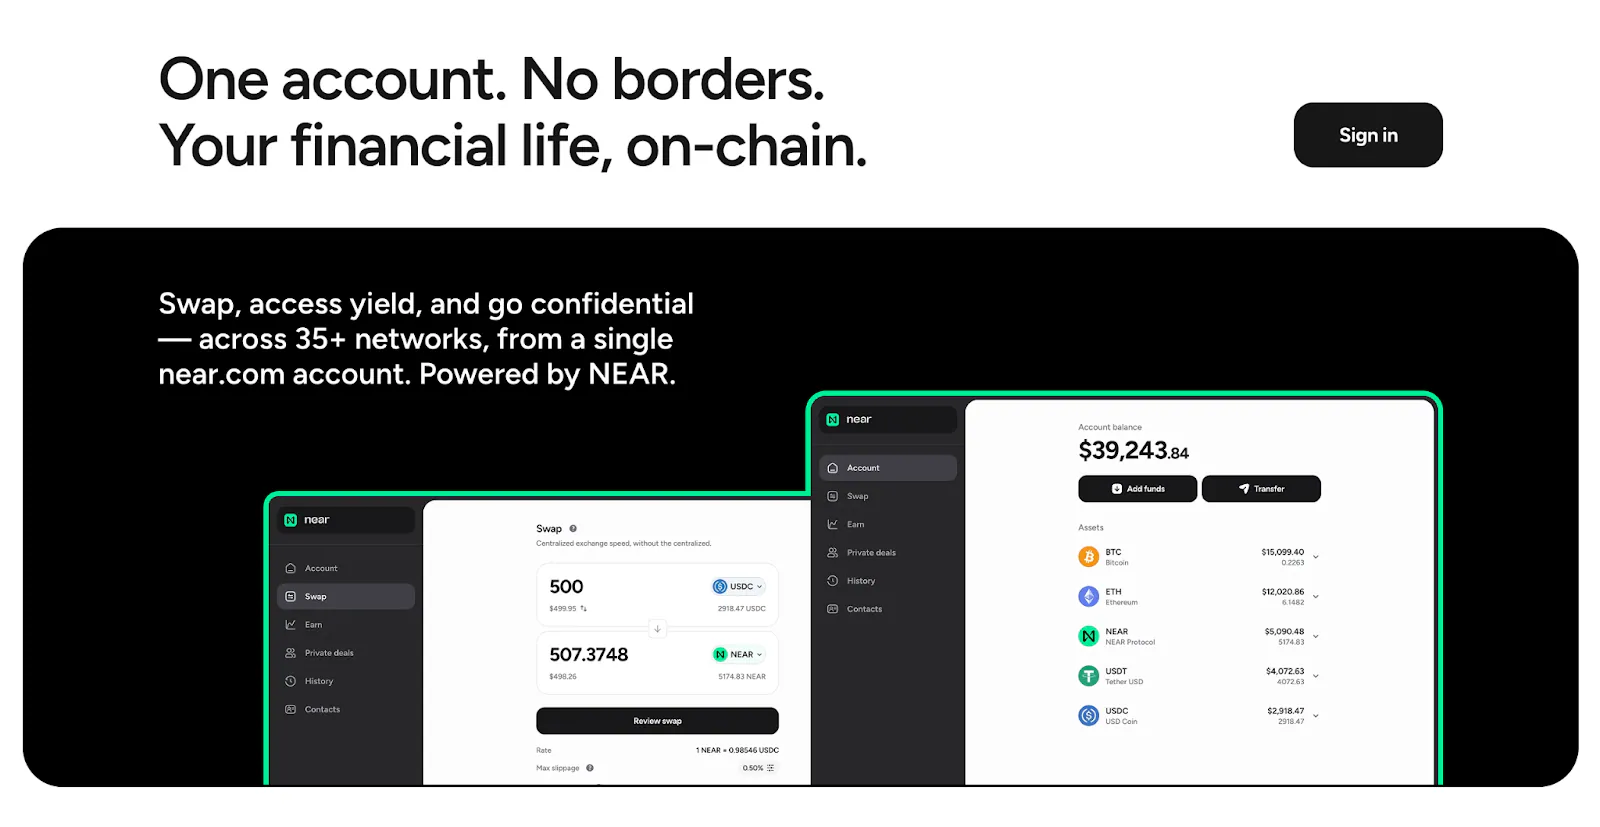 One account. No borders.
Your financial life, on-chain.
Sign in
Swap, access yield, and go confidential
— across 35+ networks, from a single
near.com account. Powered by NEAR.
near
Account
Swap
Earn
Private deals
History
Contacts
Swap
Centralized exchange speed, without the centralized.
500
USDC
$499.95
2918.47 USDC
507.3748
NEAR
$498.26
5174.83 NEAR
Review swap
Rate
1 NEAR = 0.98546 USDC
Max slippage
0.50%
near
Account
Swap
Earn
Private deals
History
Contacts
Account balance
$39,243.84
Add funds
Transfer
Assets
BTC
$15,099.40
Bitcoin
0.2263
ETH
$12,020.86
Ethereum
6.1482
NEAR
$5,090.48
NEAR Protocol
5174.83
USDT
$4,072.63
Tether USD
4072.63
USDC
$2,918.47
USD Coin
2918.47